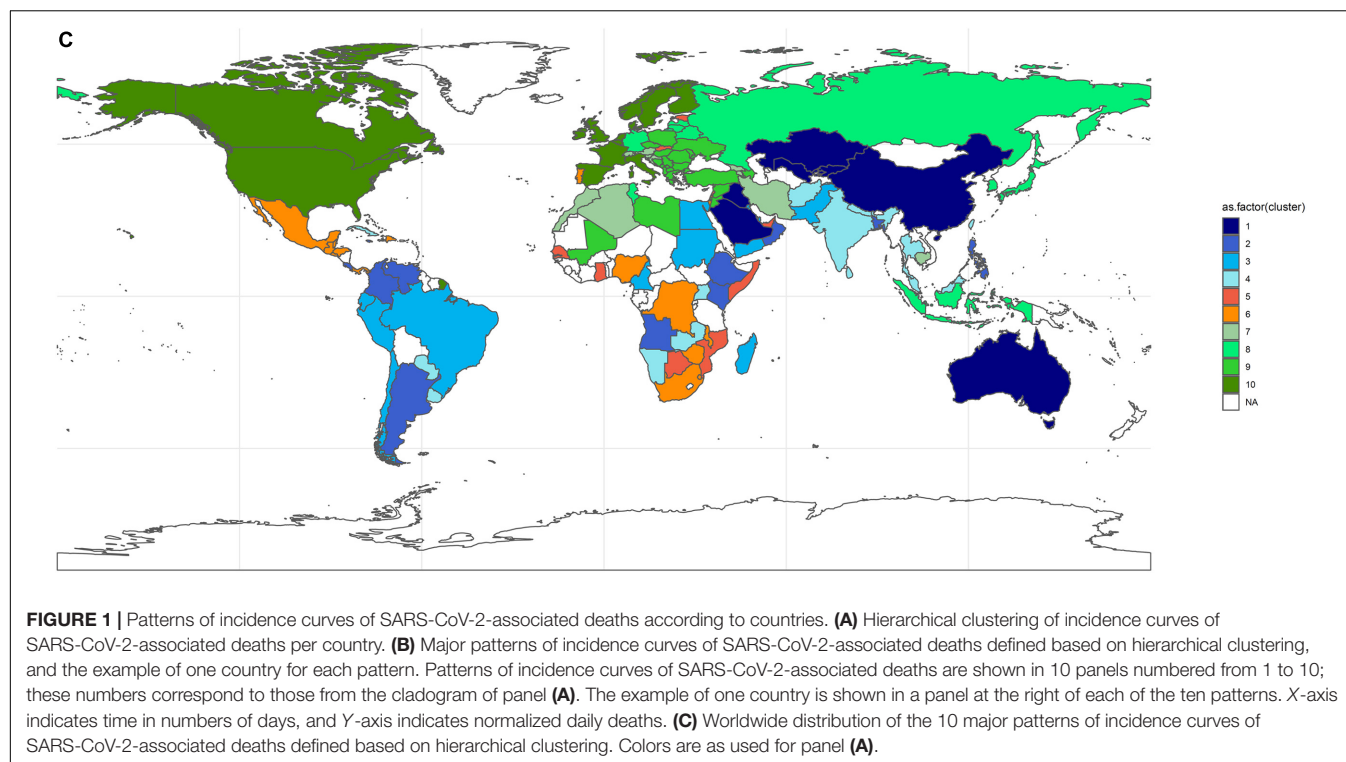 C
as.factor(cluster)
1
2
3
4
5
6
7
8
9
10
NA
FIGURE 1 | Patterns of incidence curves of SARS-CoV-2-associated deaths according to countries. (A) Hierarchical clustering of incidence curves of
SARS-CoV-2-associated deaths per country. (B) Major patterns of incidence curves of SARS-CoV-2-associated deaths defined based on hierarchical clustering,
and the example of one country for each pattern. Patterns of incidence curves of SARS-CoV-2-associated deaths are shown in 10 panels numbered from 1 to 10;
these numbers correspond to those from the cladogram of panel (A). The example of one country is shown in a panel at the right of each of the ten patterns. X-axis
indicates time in numbers of days, and Y-axis indicates normalized daily deaths. (C) Worldwide distribution of the 10 major patterns of incidence curves of
SARS-CoV-2-associated deaths defined based on hierarchical clustering. Colors are as used for panel (A).